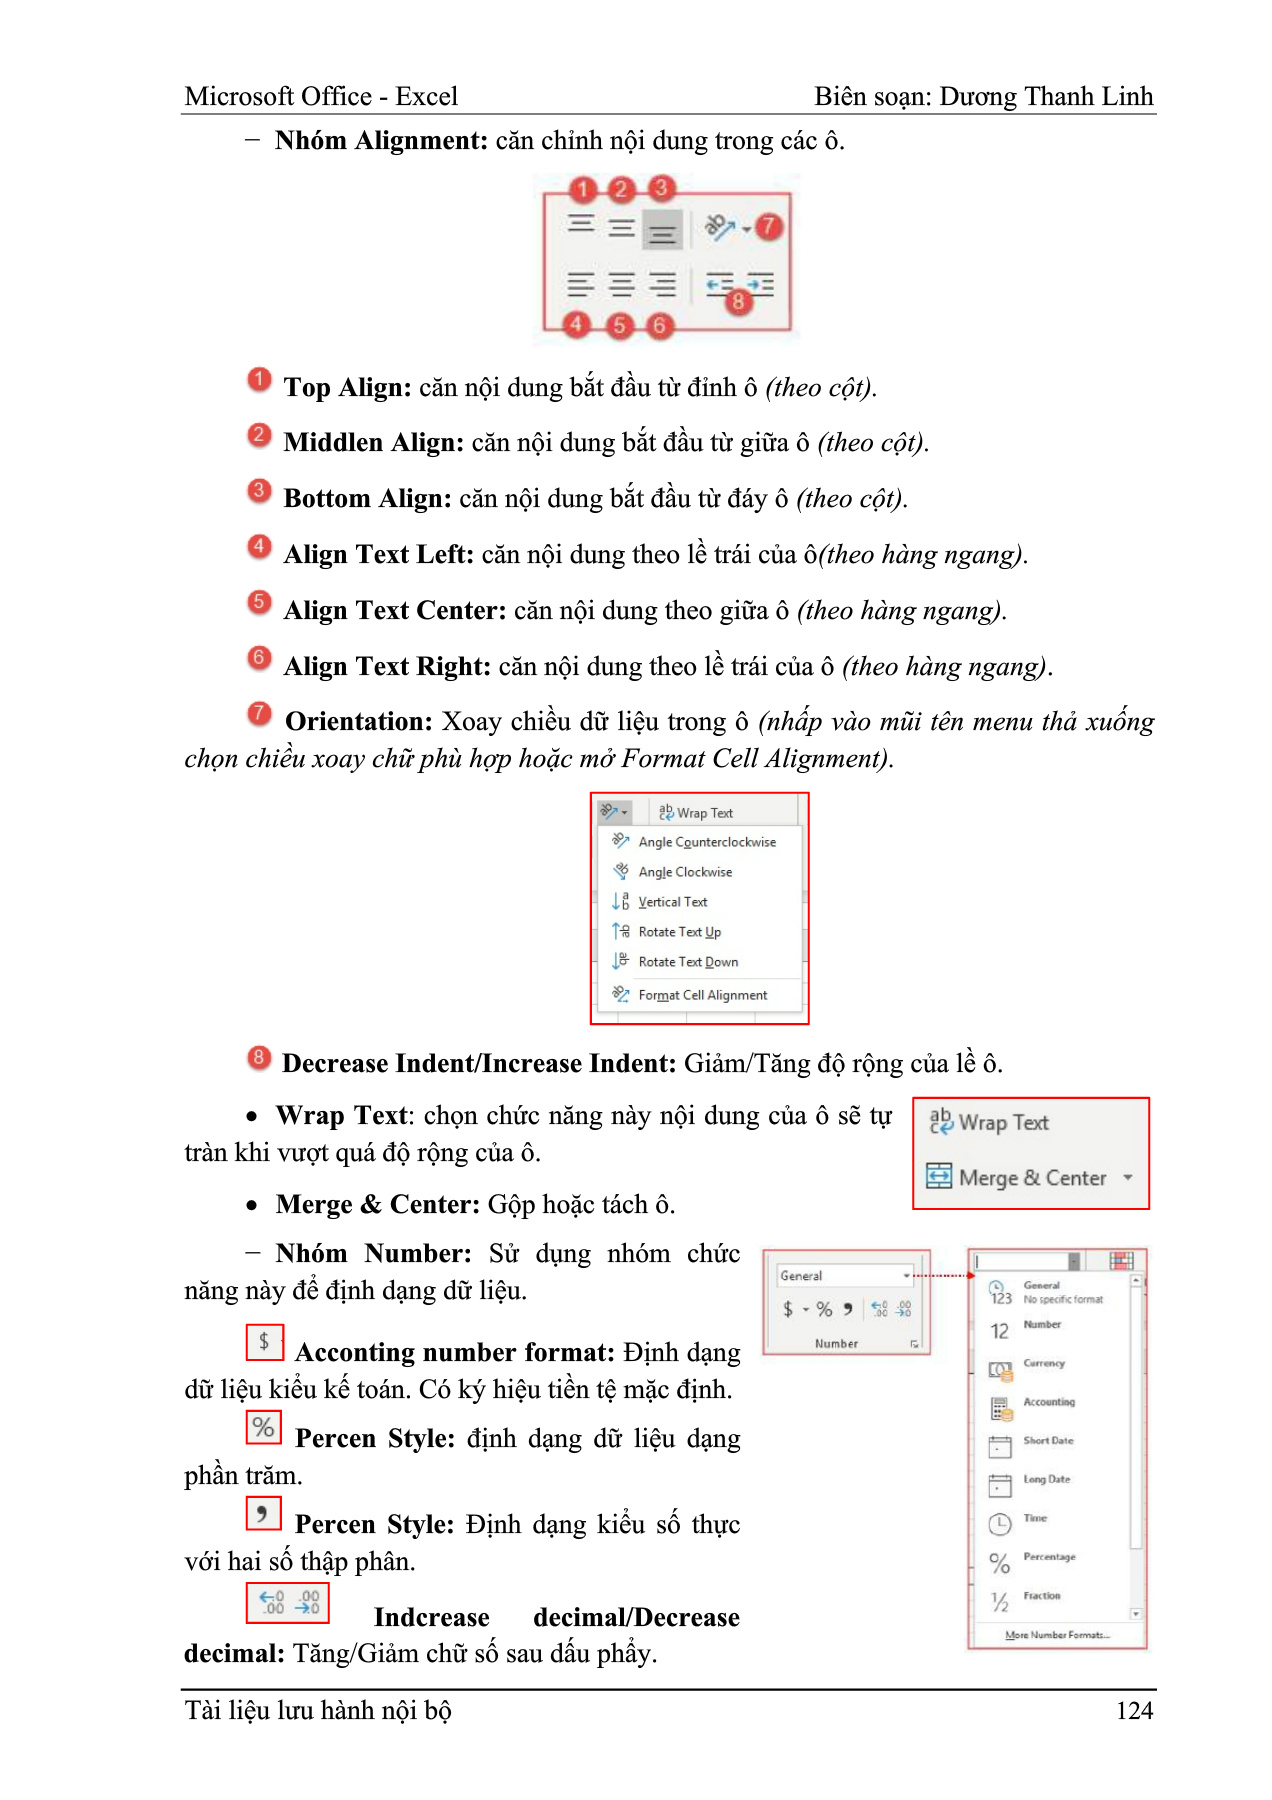 Microsoft Office - Excel Biên soạn: Dương Thanh Linh
− Nhóm Alignment: căn chỉnh nội dung trong các ô.
1 2 3
7
8
4 5 6
1 Top Align: căn nội dung bắt đầu từ đỉnh ô (theo cột).
2 Middlen Align: căn nội dung bắt đầu từ giữa ô (theo cột).
3 Bottom Align: căn nội dung bắt đầu từ đáy ô (theo cột).
4 Align Text Left: căn nội dung theo lề trái của ô(theo hàng ngang).
5 Align Text Center: căn nội dung theo giữa ô (theo hàng ngang).
6 Align Text Right: căn nội dung theo lề trái của ô (theo hàng ngang).
7 Orientation: Xoay chiều dữ liệu trong ô (nhấp vào mũi tên menu thả xuống
chọn chiều xoay chữ phù hợp hoặc mở Format Cell Alignment).
Wrap Text
Angle Counterclockwise
Angle Clockwise
Vertical Text
Rotate Text Up
Rotate Text Down
Format Cell Alignment
8 Decrease Indent/Increase Indent: Giảm/Tăng độ rộng của lề ô.
• Wrap Text: chọn chức năng này nội dung của ô sẽ tự
tràn khi vượt quá độ rộng của ô.
Wrap Text
Merge & Center
• Merge & Center: Gộp hoặc tách ô.
− Nhóm Number: Sử dụng nhóm chức
năng này để định dạng dữ liệu.
$ Acconting number format: Định dạng
dữ liệu kiểu kế toán. Có ký hiệu tiền tệ mặc định.
% Percen Style: định dạng dữ liệu dạng
phần trăm.
, Percen Style: Định dạng kiểu số thực
với hai số thập phân.
←0 .00 .00 →0 Indcrease decimal/Decrease
decimal: Tăng/Giảm chữ số sau dấu phẩy.
General
$ % , ←0 .00 .00 →0
Number
General
123 No specific format
12 Number
Currency
Accounting
Short Date
Long Date
Time
% Percentage
½ Fraction
More Number Formats...
Tài liệu lưu hành nội bộ 124